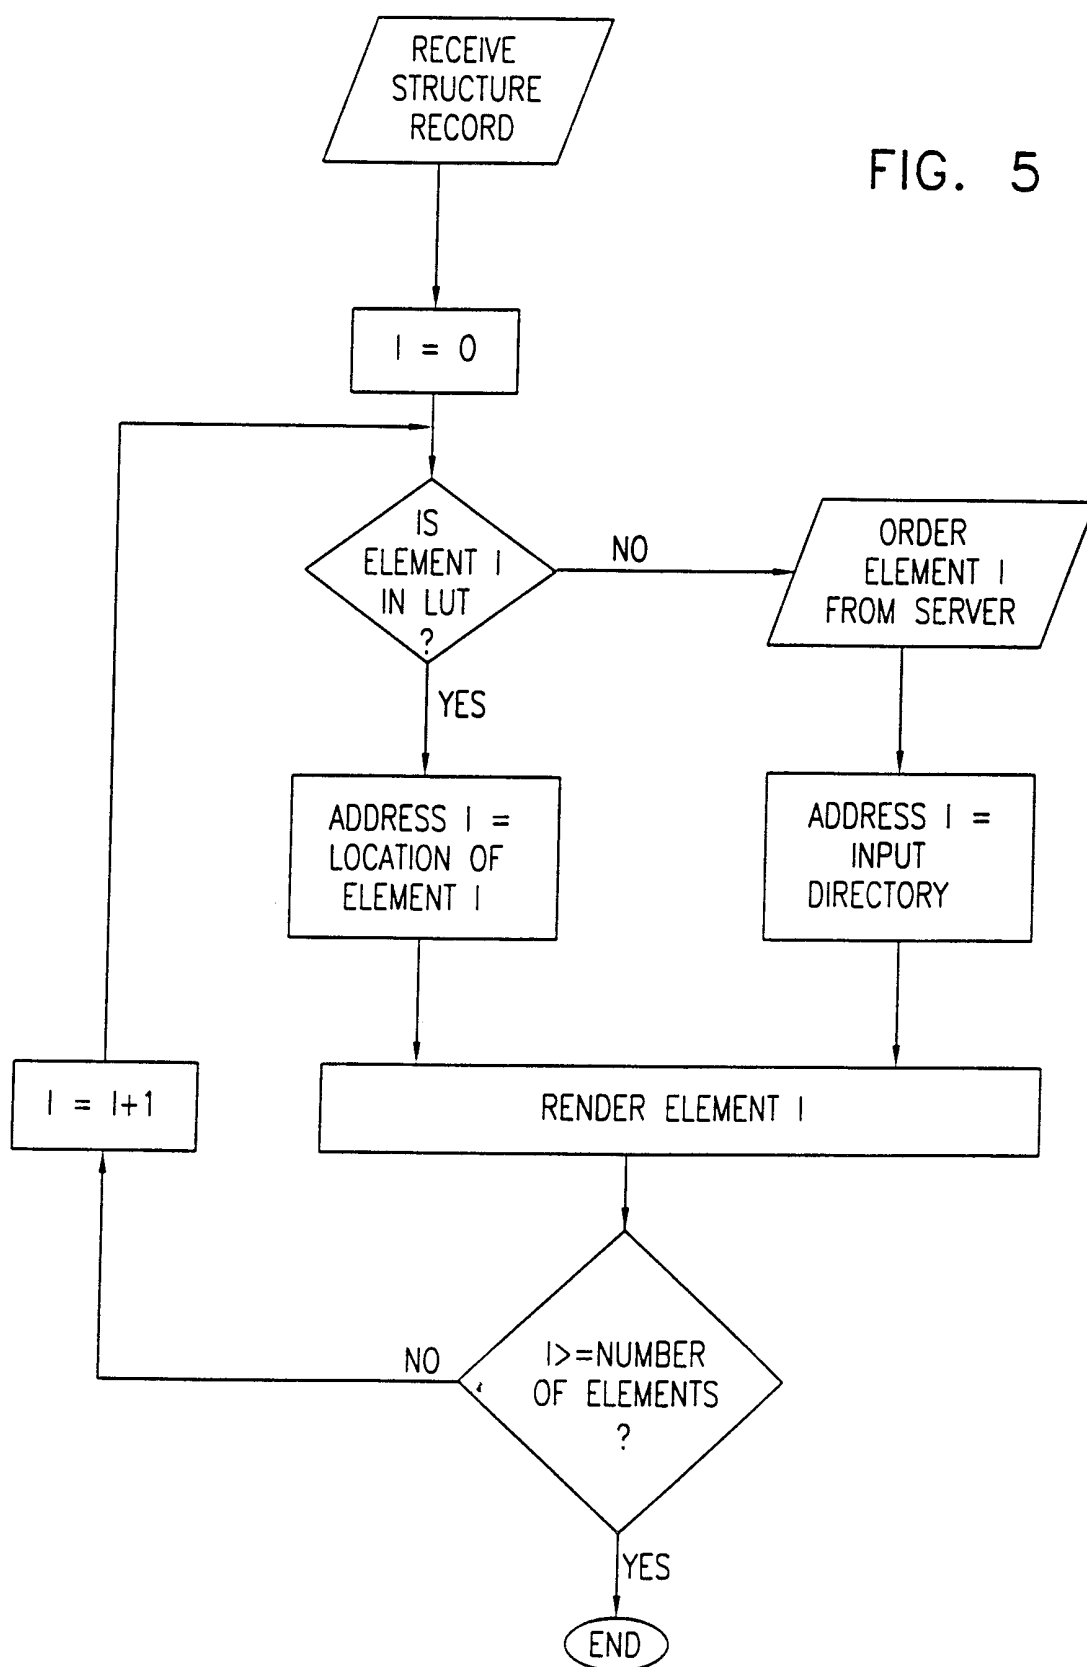 RECEIVE
STRUCTURE
RECORD
FIG. 5
I = 0
IS
ELEMENT I
IN LUT
?
NO
ORDER
ELEMENT I
FROM SERVER
YES
ADDRESS I =
LOCATION OF
ELEMENT I
ADDRESS I =
INPUT
DIRECTORY
I = I+1
RENDER ELEMENT I
NO
I>=NUMBER
OF ELEMENTS
?
YES
END